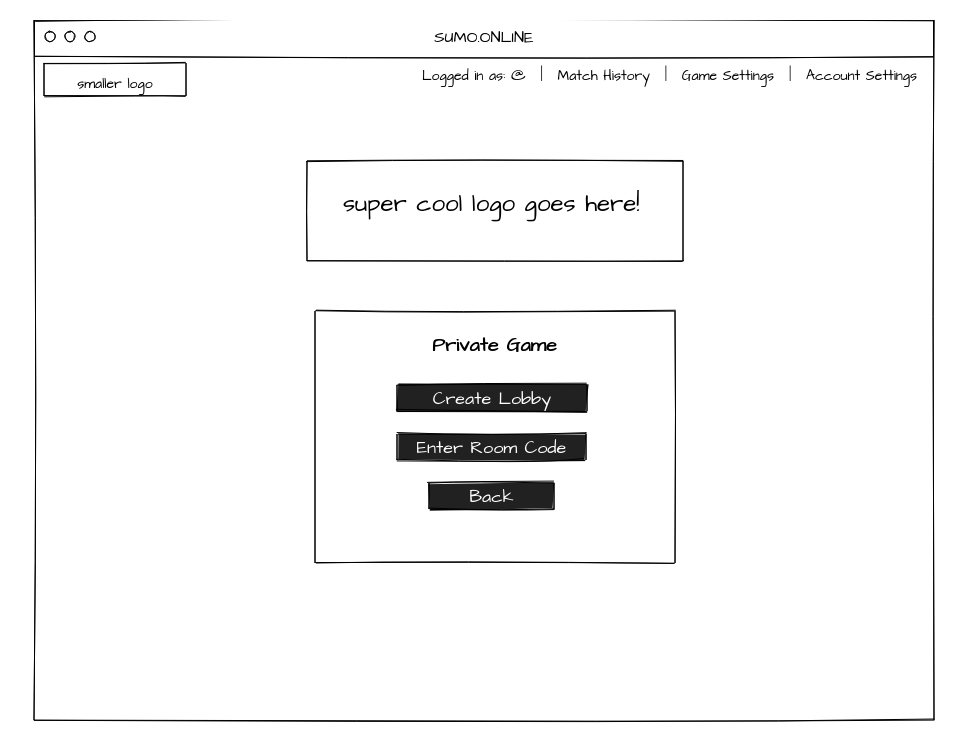 SUMO.ONLINE
smaller logo
Logged in as: @ | Match History | Game Settings | Account Settings
super cool logo goes here!
Private Game
Create Lobby
Enter Room Code
Back